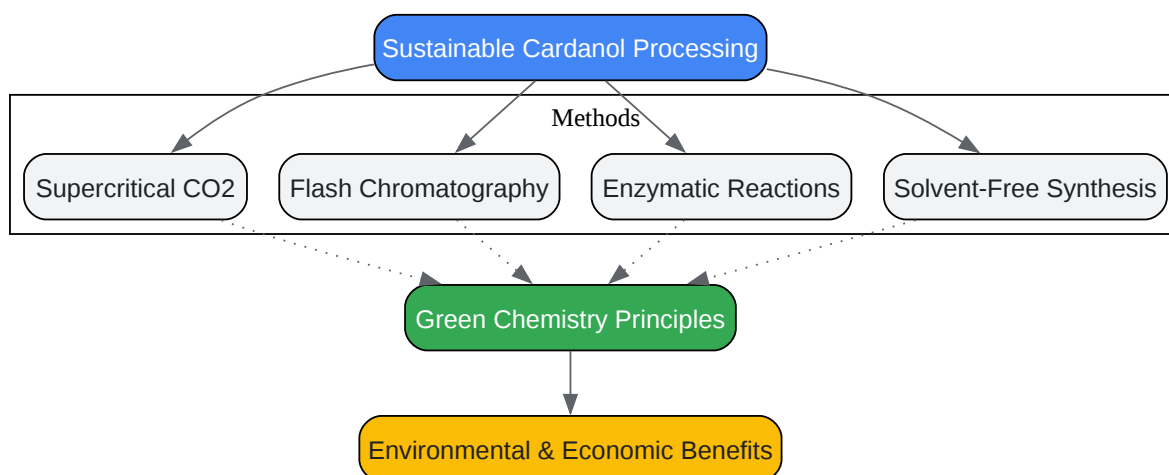 Sustainable Cardanol Processing
Methods
Supercritical CO2
Flash Chromatography
Enzymatic Reactions
Solvent-Free Synthesis
Green Chemistry Principles
Environmental & Economic Benefits